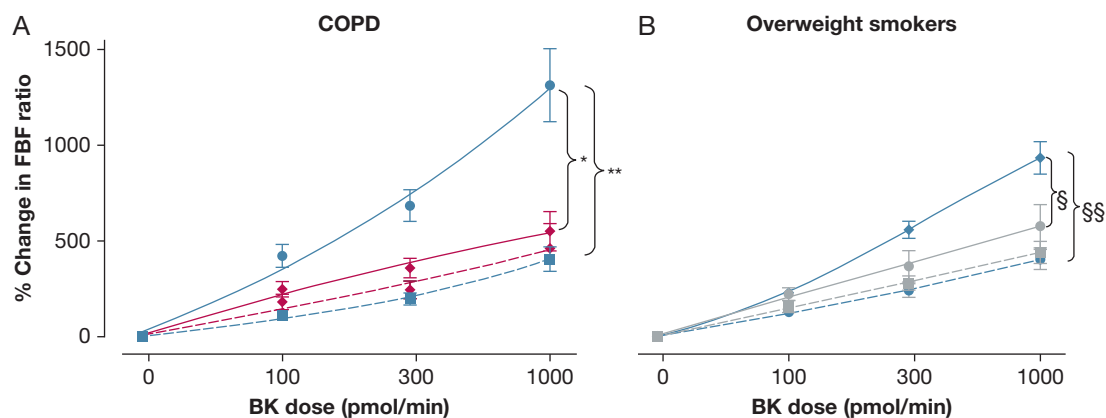 A
COPD
B
Overweight smokers
% Change in FBF ratio
1500
1000
500
0
*
**
§
§§
0
100
300
1000
0
100
300
1000
BK dose (pmol/min)
BK dose (pmol/min)